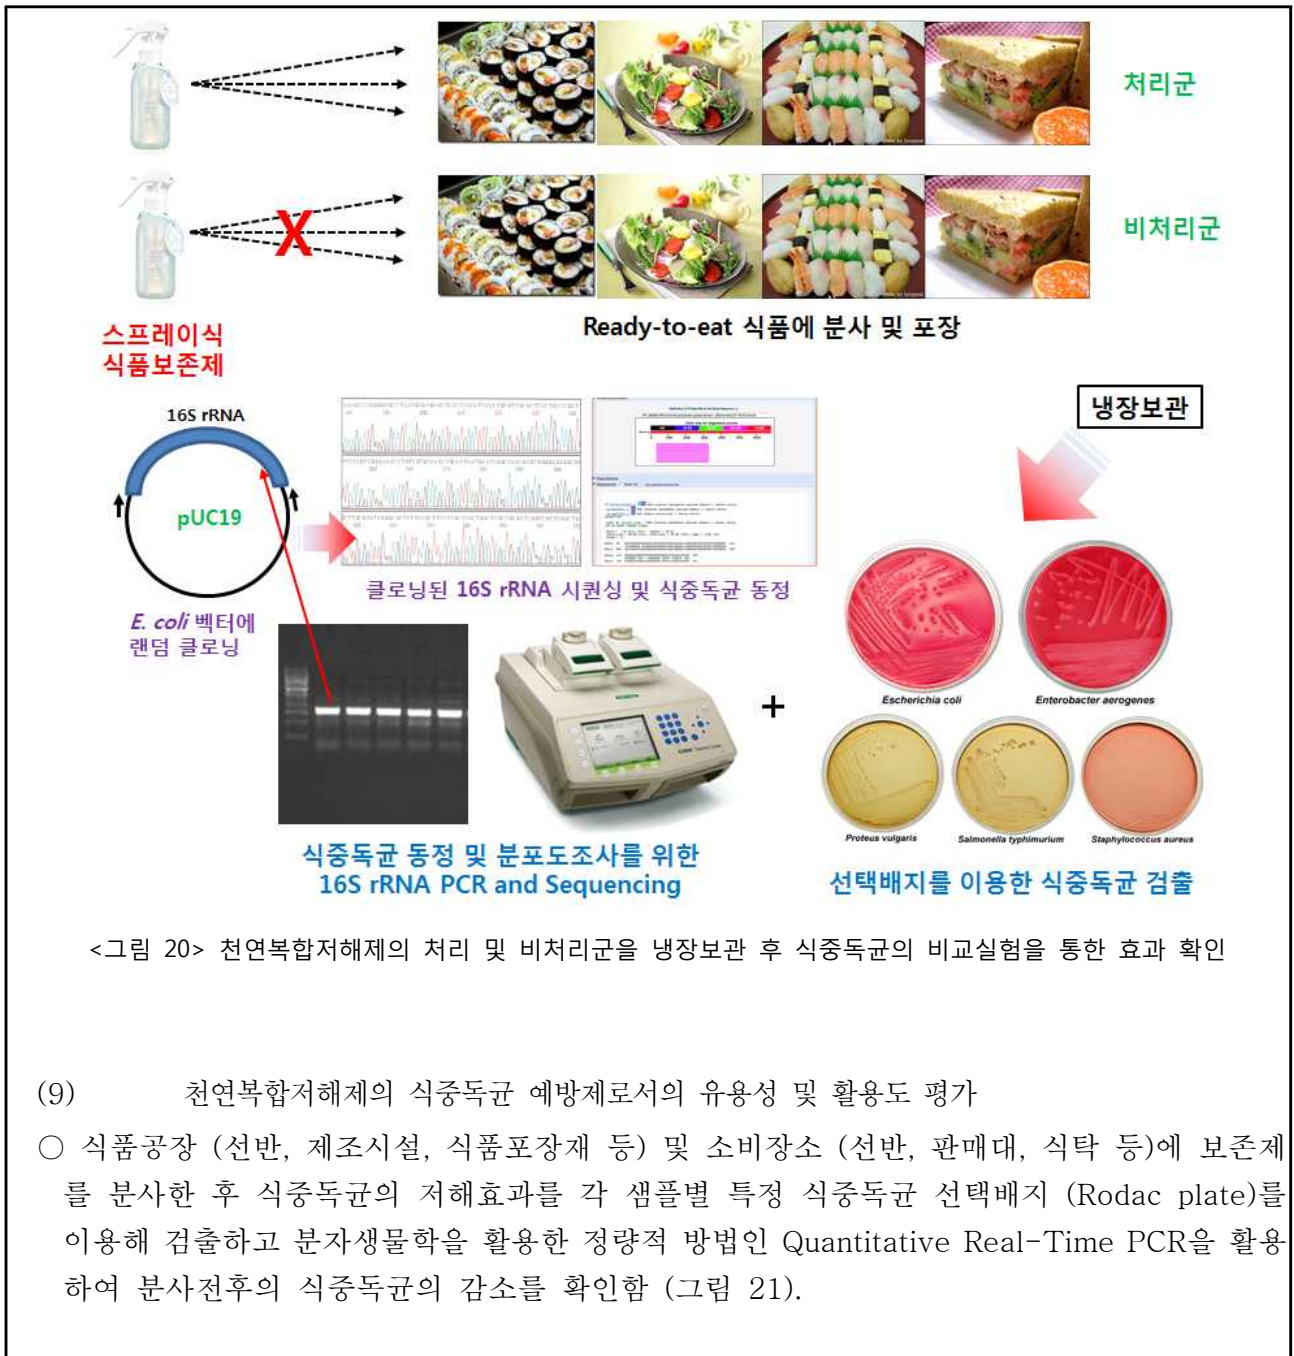 처리군
비처리군
Ready-to-eat 식품에 분사 및 포장
스프레이식
식품보존제
냉장보관
16S rRNA
pUC19
클로닝된 16S rRNA 시퀀싱 및 식중독균 동정
E. coli 벡터에
랜덤 클로닝
+
Escherichia coli
Enterobacter aerogenes
Proteus vulgaris
Salmonella typhimurium
Staphylococcus aureus
식중독균 동정 및 분포도조사를 위한
16S rRNA PCR and Sequencing
선택배지를 이용한 식중독균 검출
<그림 20> 천연복합저해제의 처리 및 비처리군을 냉장보관 후 식중독균의 비교실험을 통한 효과 확인
(9) 천연복합저해제의 식중독균 예방제로서의 유용성 및 활용도 평가
○ 식품공장 (선반, 제조시설, 식품포장재 등) 및 소비장소 (선반, 판매대, 식탁 등)에 보존제
를 분사한 후 식중독균의 저해효과를 각 샘플별 특정 식중독균 선택배지 (Rodac plate)를
이용해 검출하고 분자생물학을 활용한 정량적 방법인 Quantitative Real-Time PCR을 활용
하여 분사전후의 식중독균의 감소를 확인함 (그림 21).